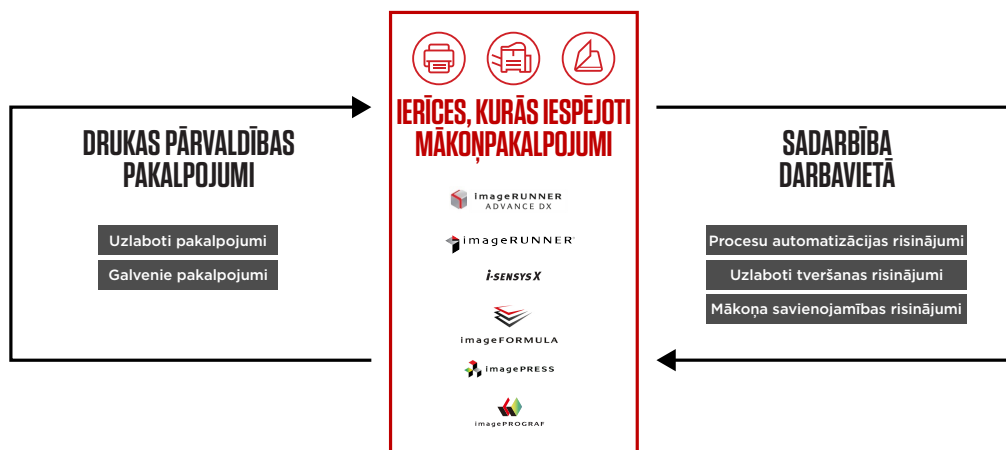 DRUKAS PĀRVALDĪBAS
PAKALPOJUMI
Uzlaboti pakalpojumi
Galvenie pakalpojumi
IERĪCES, KURĀS IESPĒJOTI
MĀKOŅPAKALPOJUMI
imageRUNNER
ADVANCE DX
imageRUNNER
i-SENSYS X
imageFORMULA
imagePRESS
imagePROGRAF
SADARBĪBA
DARBAVIETĀ
Procesu automatizācijas risinājumi
Uzlaboti tveršanas risinājumi
Mākoņa savienojamības risinājumi